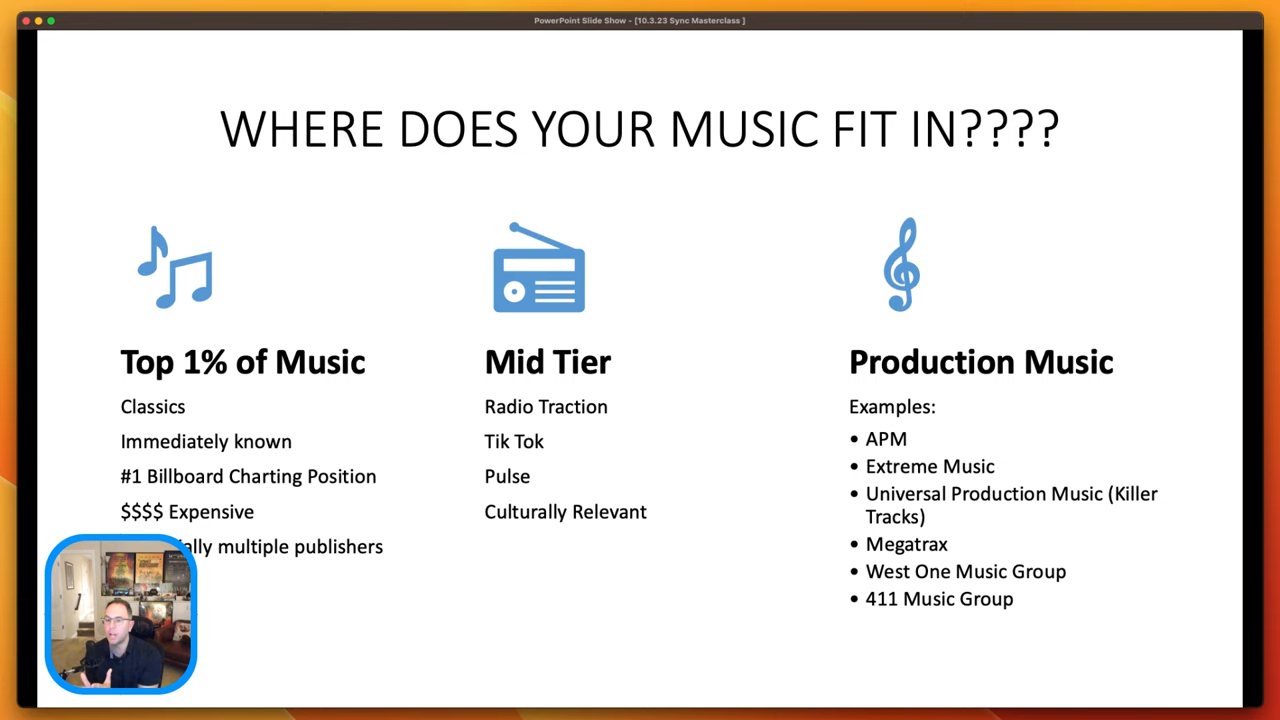 PowerPoint Slide Show - [10.3.23 Sync Masterclass ]
WHERE DOES YOUR MUSIC FIT IN????
Top 1% of Music
Classics
Immediately known
#1 Billboard Charting Position
$$$$ Expensive
multiple publishers
Mid Tier
Radio Traction
Tik Tok
Pulse
Culturally Relevant
Production Music
Examples:
• APM
• Extreme Music
• Universal Production Music (Killer
Tracks)
• Megatrax
• West One Music Group
• 411 Music Group